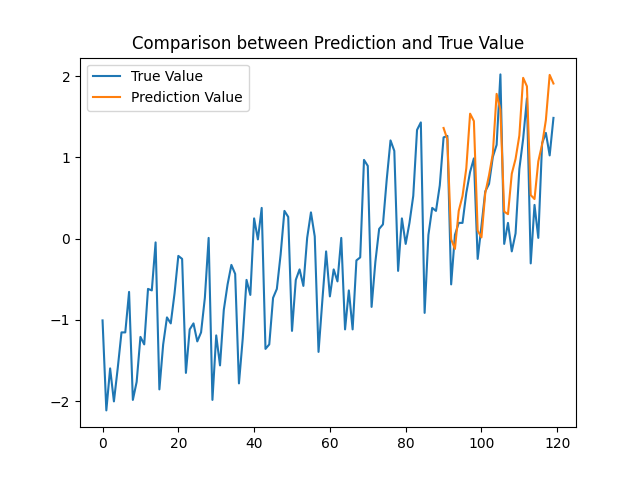 Comparison between Prediction and True Value
True Value
Prediction Value
2
1
0
−1
−2
0 20 40 60 80 100 120